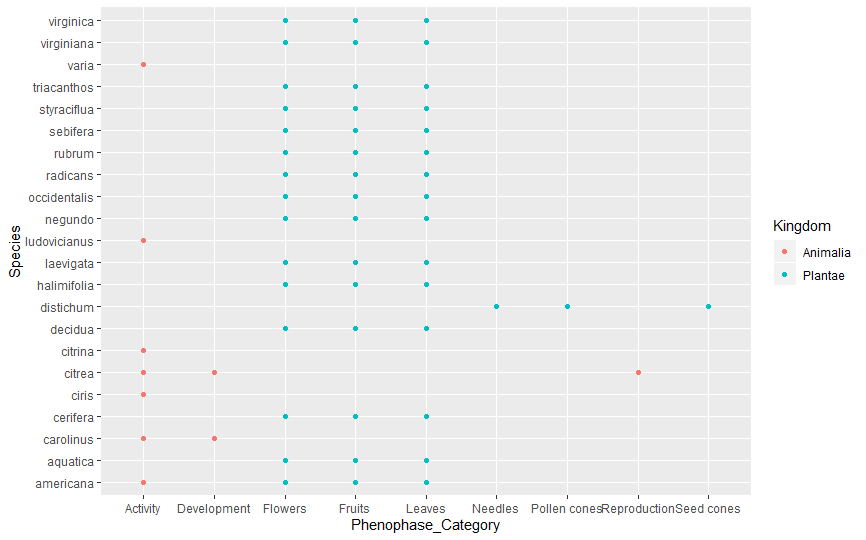 virginica
virginiana
varia
triacanthos
styraciflua
sebifera
rubrum
radicans
occidentalis
negundo
ludovicianus
laevigata
halimifolia
distichum
decidua
citrina
citrea
ciris
cerifera
carolinus
aquatica
americana
Species
Activity Development Flowers Fruits Leaves Needles Pollen cones Reproduction Seed cones
Phenophase_Category
Kingdom
Animalia
Plantae